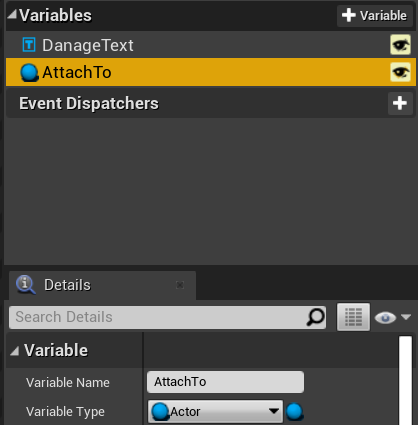 Variables
+ Variable
DanageText
AttachTo
Event Dispatchers
Details
Search Details
Variable
Variable Name
AttachTo
Variable Type
Actor